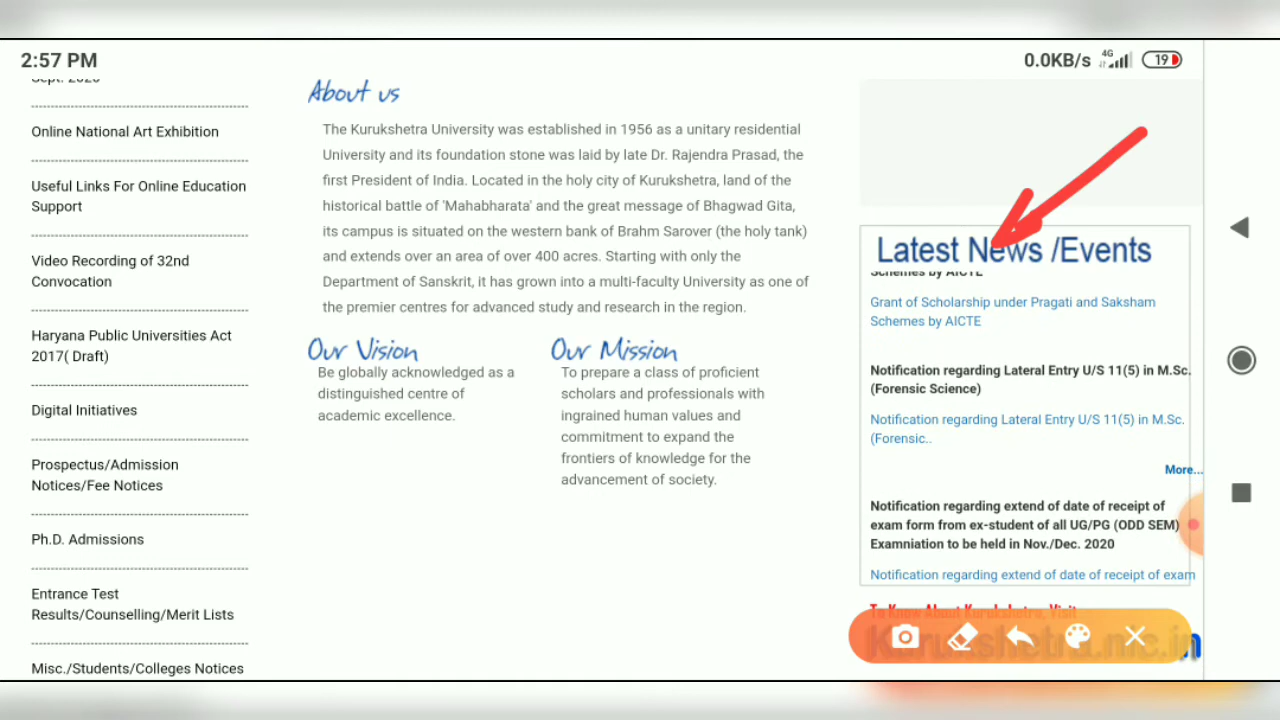 2:57 PM
0.0KB/s 4G 19
Sept. 2020
Online National Art Exhibition
Useful Links For Online Education
Support
Video Recording of 32nd
Convocation
Haryana Public Universities Act
2017( Draft)
Digital Initiatives
Prospectus/Admission
Notices/Fee Notices
Ph.D. Admissions
Entrance Test
Results/Counselling/Merit Lists
Misc./Students/Colleges Notices
About us
The Kurukshetra University was established in 1956 as a unitary residential
University and its foundation stone was laid by late Dr. Rajendra Prasad, the
first President of India. Located in the holy city of Kurukshetra, land of the
historical battle of 'Mahabharata' and the great message of Bhagwad Gita,
its campus is situated on the western bank of Brahm Sarover (the holy tank)
and extends over an area of over 400 acres. Starting with only the
Department of Sanskrit, it has grown into a multi-faculty University as one of
the premier centres for advanced study and research in the region.
Our Vision
Be globally acknowledged as a
distinguished centre of
academic excellence.
Our Mission
To prepare a class of proficient
scholars and professionals with
ingrained human values and
commitment to expand the
frontiers of knowledge for the
advancement of society.
Latest News /Events
Schemes by AICTE
Grant of Scholarship under Pragati and Saksham
Schemes by AICTE
Notification regarding Lateral Entry U/S 11(5) in M.Sc.
(Forensic Science)
Notification regarding Lateral Entry U/S 11(5) in M.Sc.
(Forensic..
More...
Notification regarding extend of date of receipt of
exam form from ex-student of all UG/PG (ODD SEM)
Examniation to be held in Nov./Dec. 2020
Notification regarding extend of date of receipt of exam
To Know About Kurukshetra, Visit...
Kurukshetra.nic.in